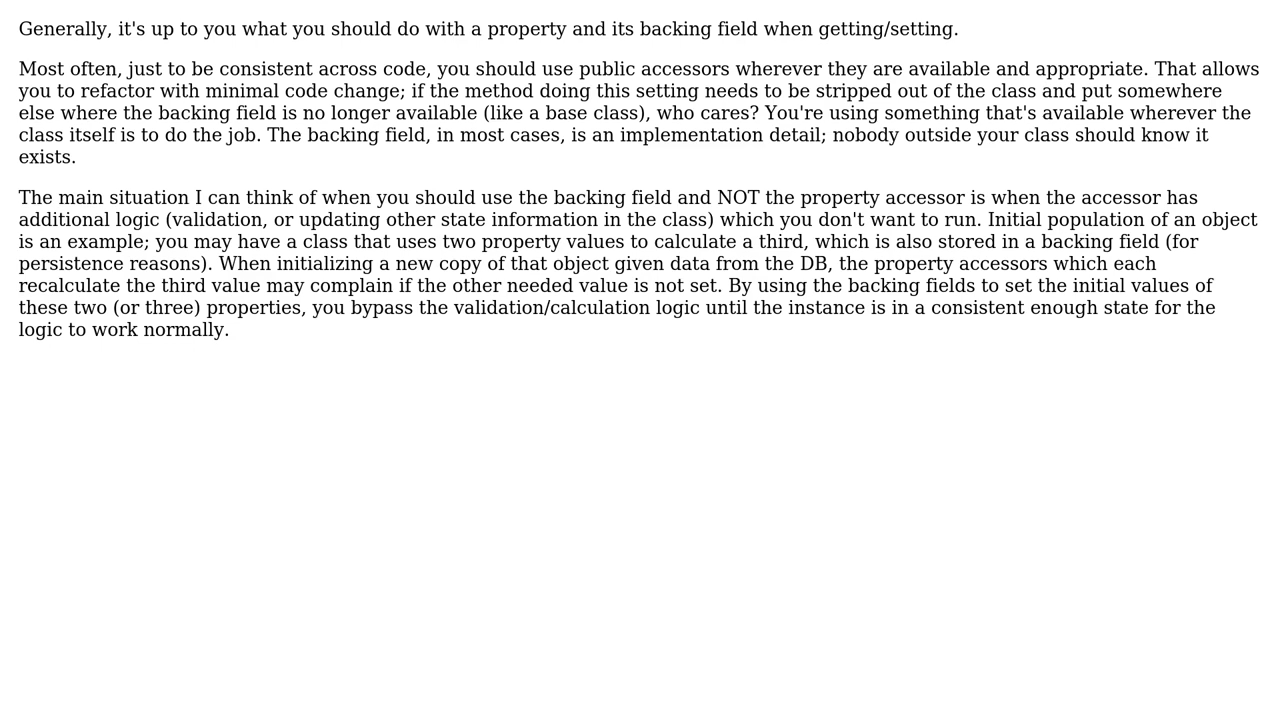 Generally, it's up to you what you should do with a property and its backing field when getting/setting.
Most often, just to be consistent across code, you should use public accessors wherever they are available and appropriate. That allows
you to refactor with minimal code change; if the method doing this setting needs to be stripped out of the class and put somewhere
else where the backing field is no longer available (like a base class), who cares? You're using something that's available wherever the
class itself is to do the job. The backing field, in most cases, is an implementation detail; nobody outside your class should know it
exists.
The main situation I can think of when you should use the backing field and NOT the property accessor is when the accessor has
additional logic (validation, or updating other state information in the class) which you don't want to run. Initial population of an object
is an example; you may have a class that uses two property values to calculate a third, which is also stored in a backing field (for
persistence reasons). When initializing a new copy of that object given data from the DB, the property accessors which each
recalculate the third value may complain if the other needed value is not set. By using the backing fields to set the initial values of
these two (or three) properties, you bypass the validation/calculation logic until the instance is in a consistent enough state for the
logic to work normally.